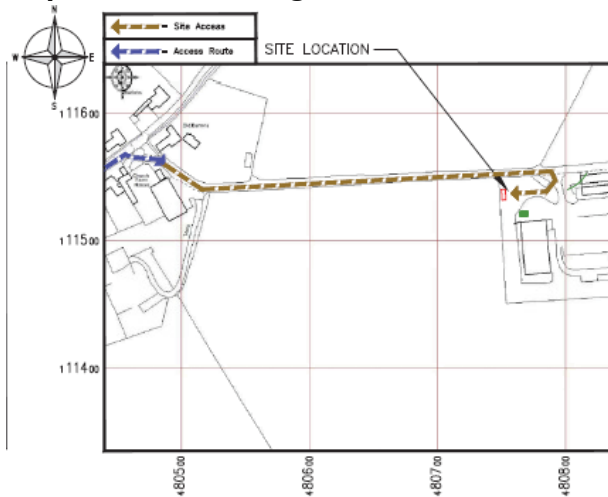 N
W E
S
- Site Access
- Access Route
SITE LOCATION
111600
111500
111400
480500
480600
480700
480800